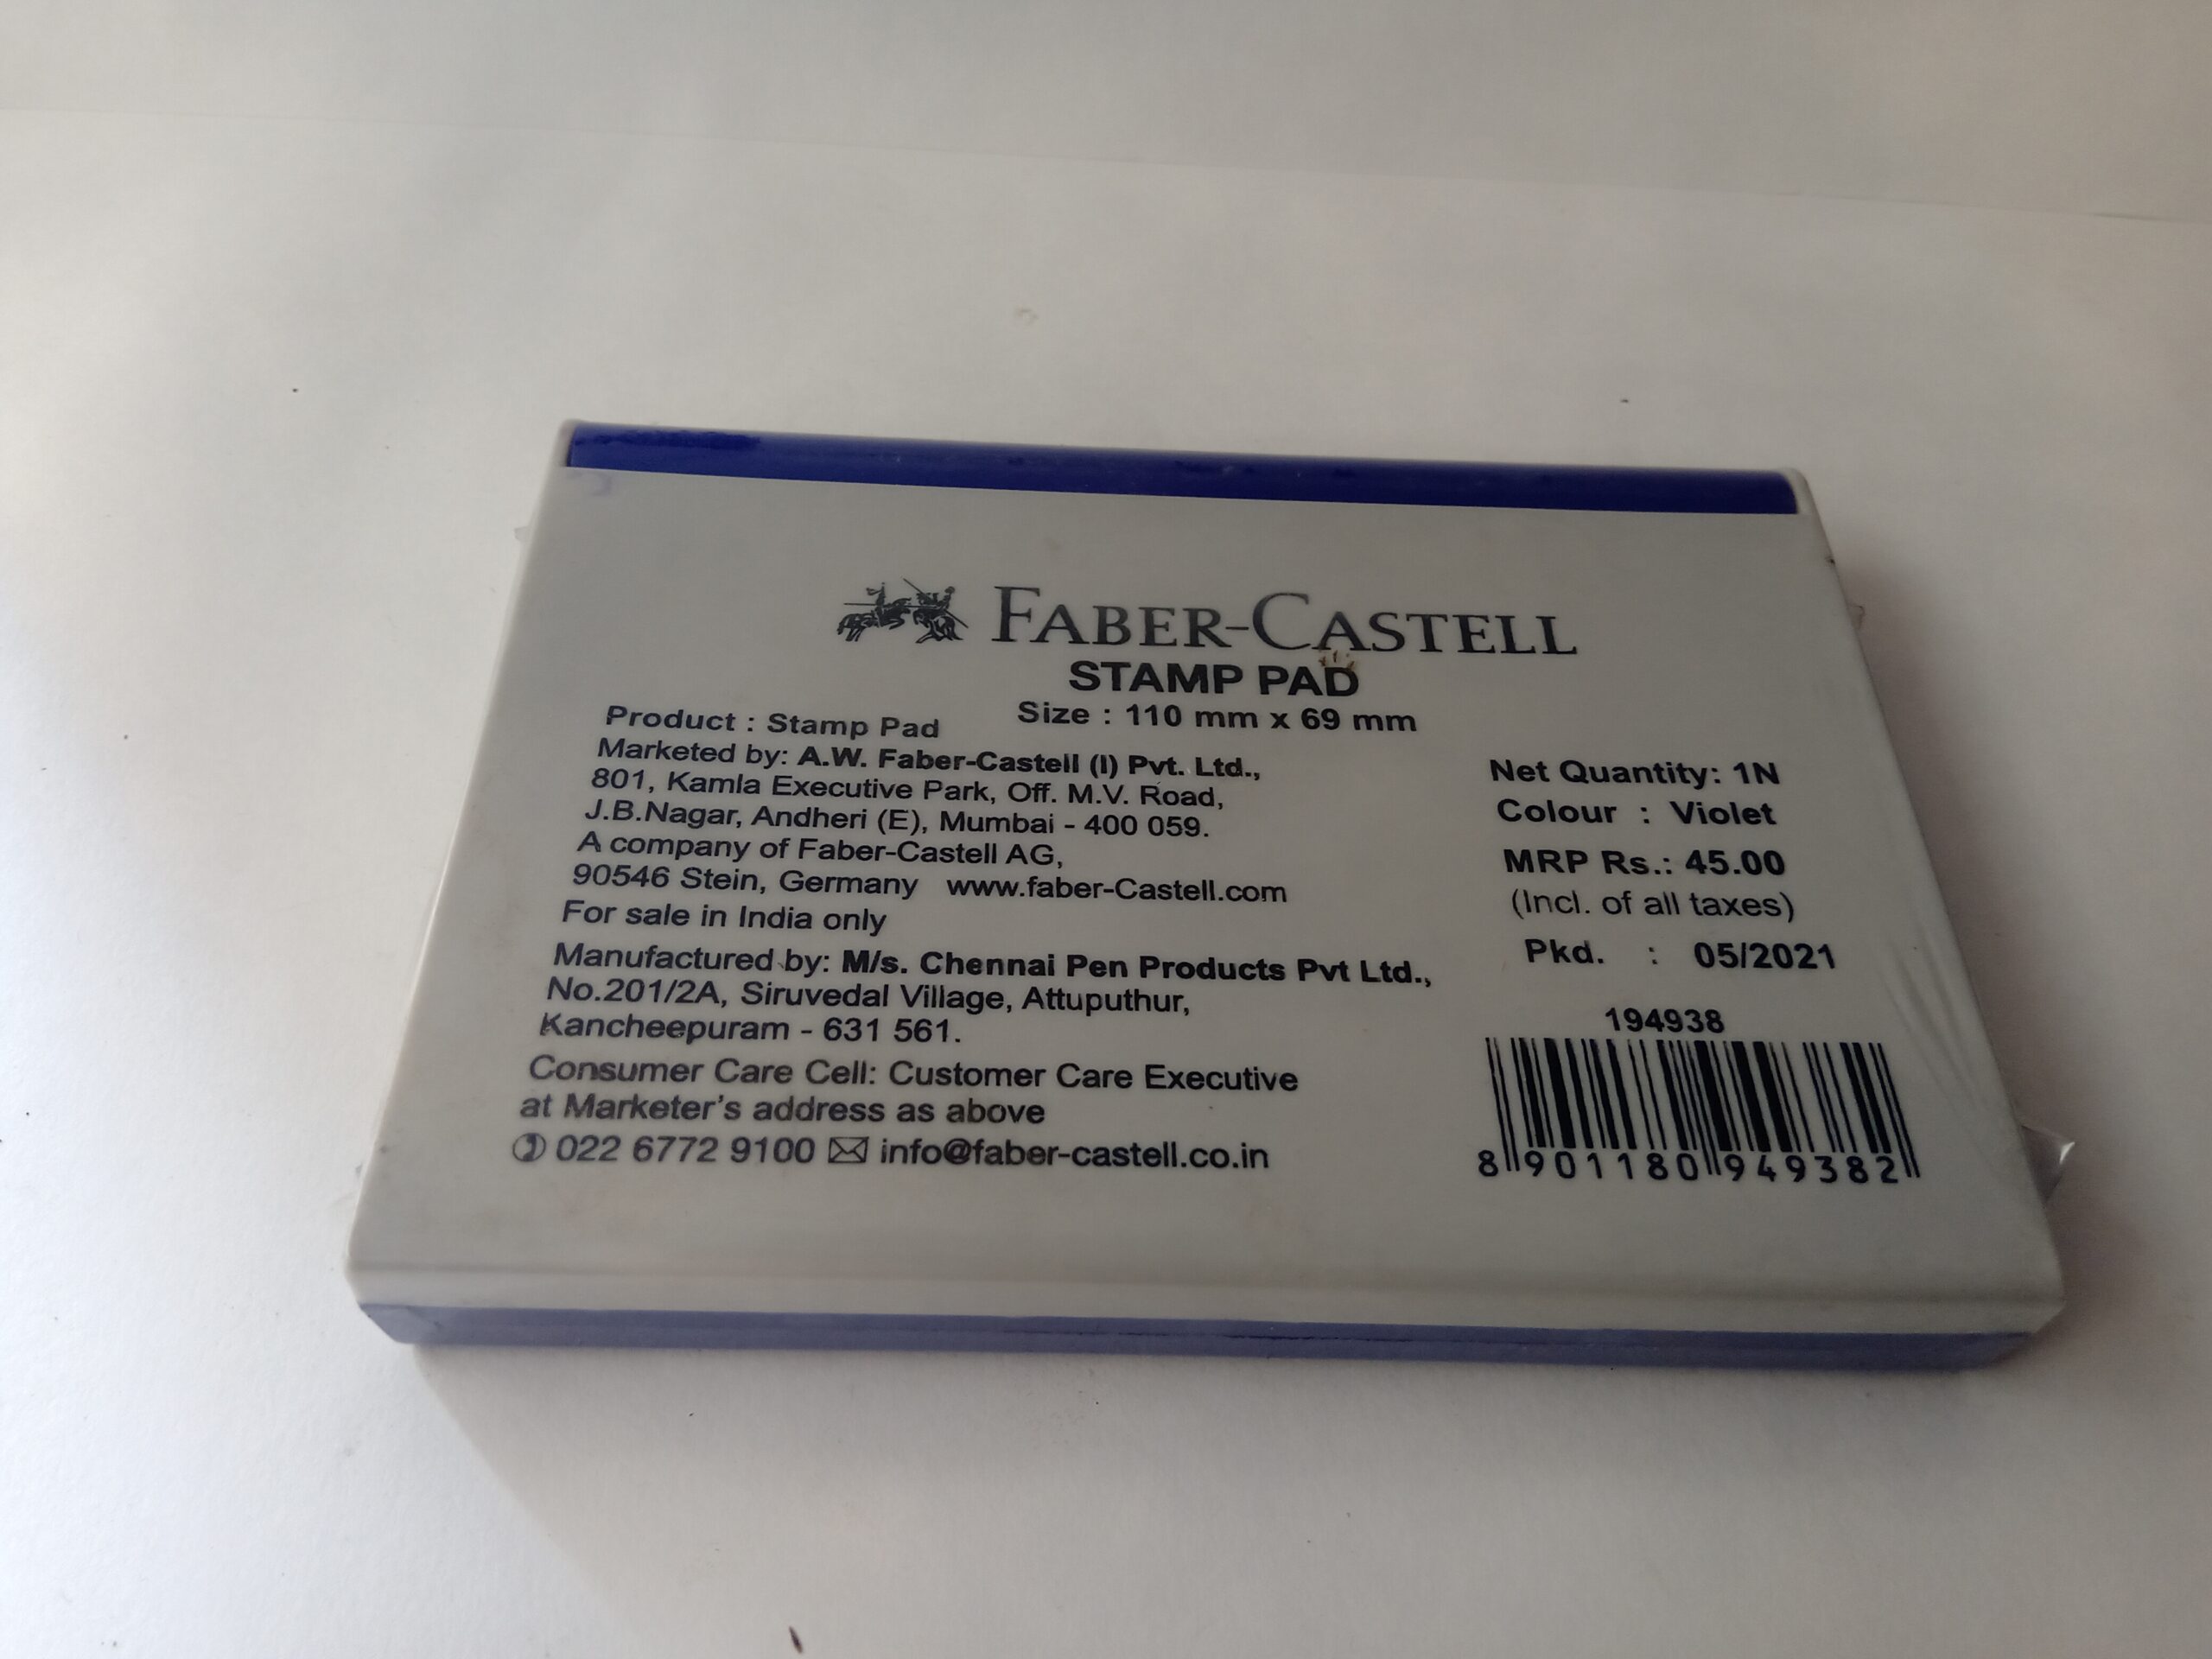 FABER-CASTELL
STAMP PAD
Size : 110 mm x 69 mm
Product : Stamp Pad
Marketed by: A.W. Faber-Castell (I) Pvt. Ltd.,
801, Kamla Executive Park, Off. M.V. Road,
J.B.Nagar, Andheri (E), Mumbai - 400 059.
A company of Faber-Castell AG,
90546 Stein, Germany www.faber-Castell.com
For sale in India only
Manufactured by: M/s. Chennai Pen Products Pvt Ltd.,
No.201/2A, Siruvedal Village, Attuputhur,
Kancheepuram - 631 561.
Consumer Care Cell: Customer Care Executive
at Marketer's address as above
022 6772 9100 info@faber-castell.co.in
Net Quantity: 1N
Colour : Violet
MRP Rs.: 45.00
(Incl. of all taxes)
Pkd. : 05/2021
194938
8 901180 949382